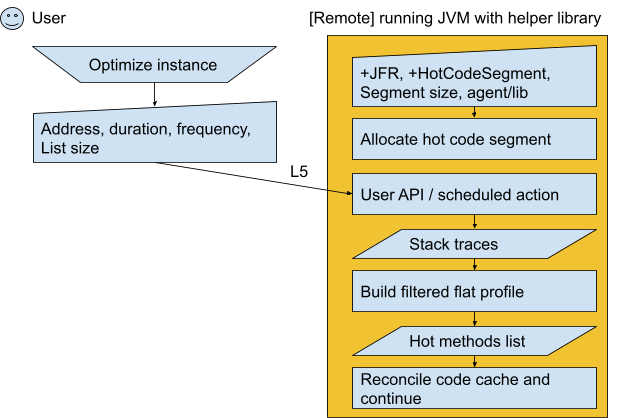 User
[Remote] running JVM with helper library
Optimize instance
Address, duration, frequency,
List size
L5
+JFR, +HotCodeSegment,
Segment size, agent/lib
Allocate hot code segment
User API / scheduled action
Stack traces
Build filtered flat profile
Hot methods list
Reconcile code cache and
continue